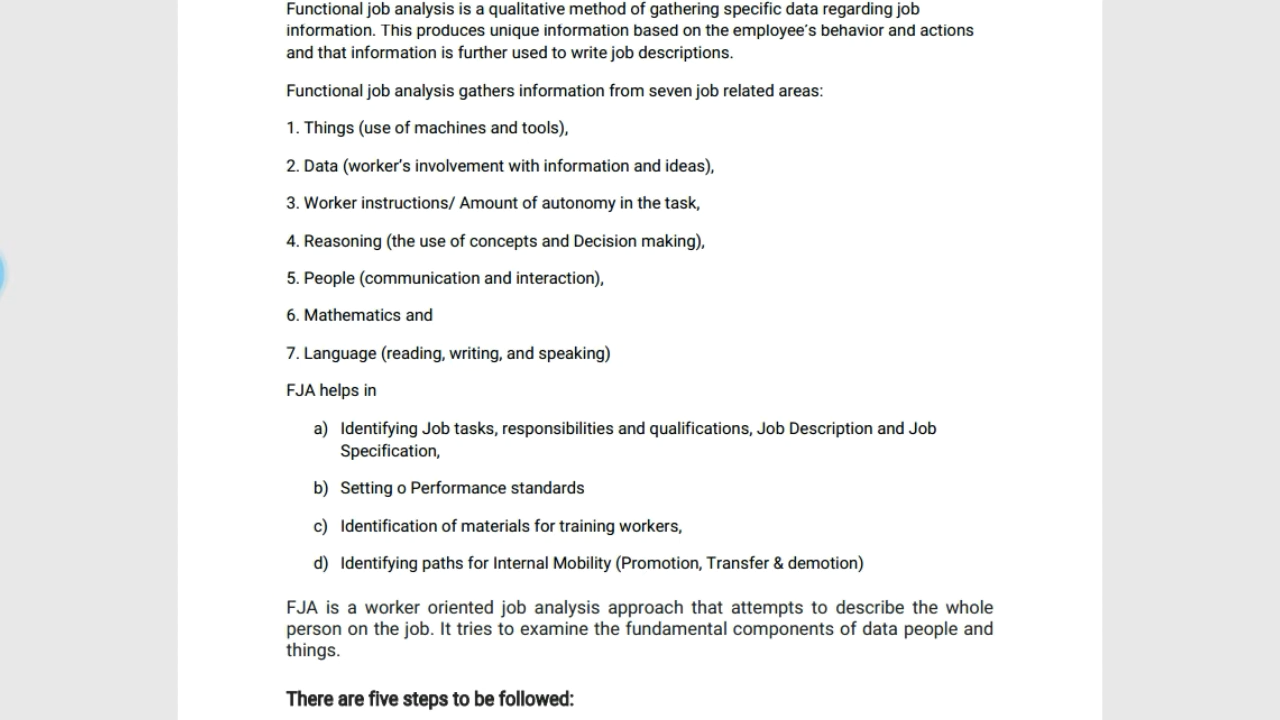 Functional job analysis is a qualitative method of gathering specific data regarding job
information. This produces unique information based on the employee's behavior and actions
and that information is further used to write job descriptions.
Functional job analysis gathers information from seven job related areas:
1. Things (use of machines and tools),
2. Data (worker's involvement with information and ideas),
3. Worker instructions/ Amount of autonomy in the task,
4. Reasoning (the use of concepts and Decision making),
5. People (communication and interaction),
6. Mathematics and
7. Language (reading, writing, and speaking)
FJA helps in
a) Identifying Job tasks, responsibilities and qualifications, Job Description and Job
Specification,
b) Setting o Performance standards
c) Identification of materials for training workers,
d) Identifying paths for Internal Mobility (Promotion, Transfer & demotion)
FJA is a worker oriented job analysis approach that attempts to describe the whole
person on the job. It tries to examine the fundamental components of data people and
things.
There are five steps to be followed: